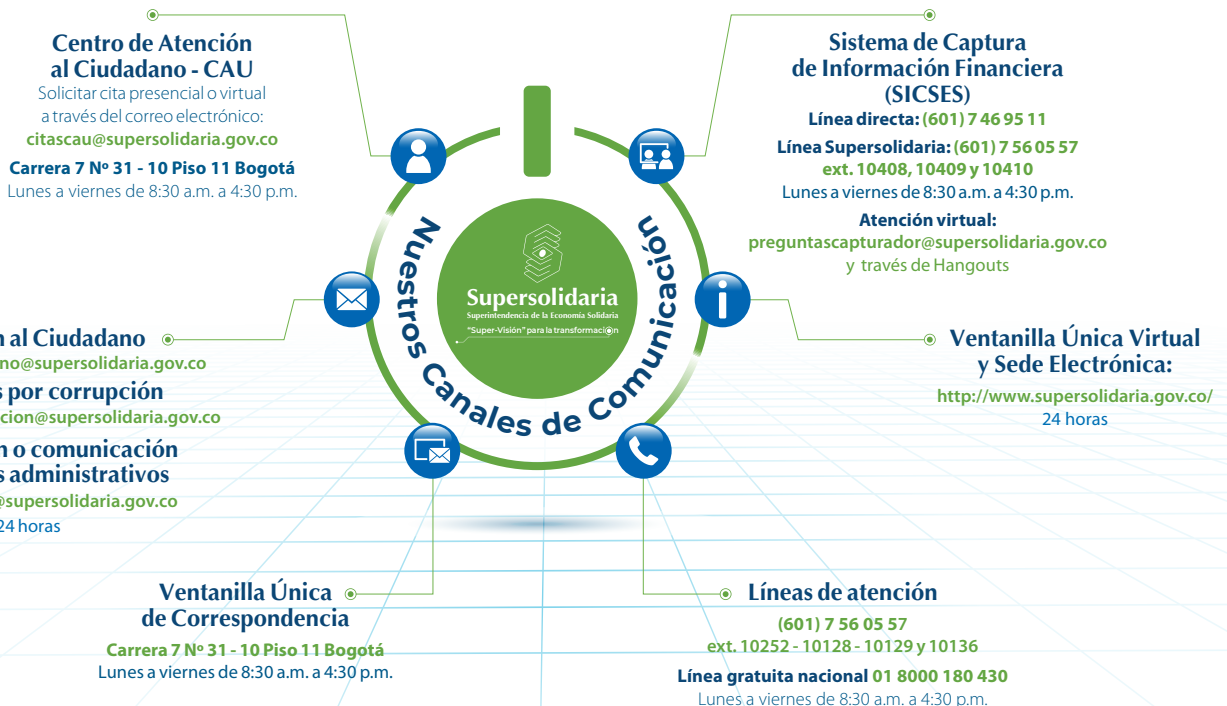 Centro de Atención
al Ciudadano - CAU
Solicitar cita presencial o virtual
a través del correo electrónico:
citascau@supersolidaria.gov.co
Carrera 7 Nº 31 - 10 Piso 11 Bogotá
Lunes a viernes de 8:30 a.m. a 4:30 p.m.
Sistema de Captura
de Información Financiera
(SICSES)
Línea directa: (601) 7 46 95 11
Línea Supersolidaria: (601) 7 56 05 57
ext. 10408, 10409 y 10410
Lunes a viernes de 8:30 a.m. a 4:30 p.m.
Atención virtual:
preguntascapturador@supersolidaria.gov.co
y través de Hangouts
Nuestros Canales de Comunicación
Supersolidaria
Superintendencia de la Economía Solidaria
"Super-Visión" para la transformación
al Ciudadano
no@supersolidaria.gov.co
por corrupción
cion@supersolidaria.gov.co
o comunicación
s administrativos
@supersolidaria.gov.co
24 horas
Ventanilla Única Virtual
y Sede Electrónica:
http://www.supersolidaria.gov.co/
24 horas
Ventanilla Única
de Correspondencia
Carrera 7 Nº 31 - 10 Piso 11 Bogotá
Lunes a viernes de 8:30 a.m. a 4:30 p.m.
Líneas de atención
(601) 7 56 05 57
ext. 10252 - 10128 - 10129 y 10136
Línea gratuita nacional 01 8000 180 430
Lunes a viernes de 8:30 a.m. a 4:30 p.m.